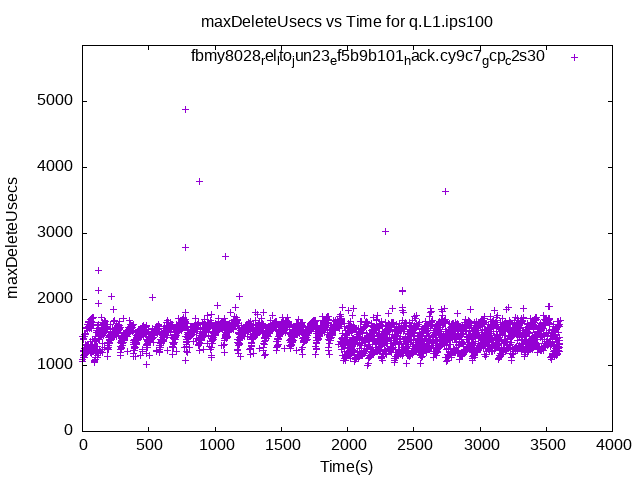 maxDeleteUsecs vs Time for q.L1.ips100
fbmy8028relltojun23ef5b9b101hack.cy9c7gcpc2s30
maxDeleteUsecs
5000
4000
3000
2000
1000
0
0 500 1000 1500 2000 2500 3000 3500 4000
Time(s)